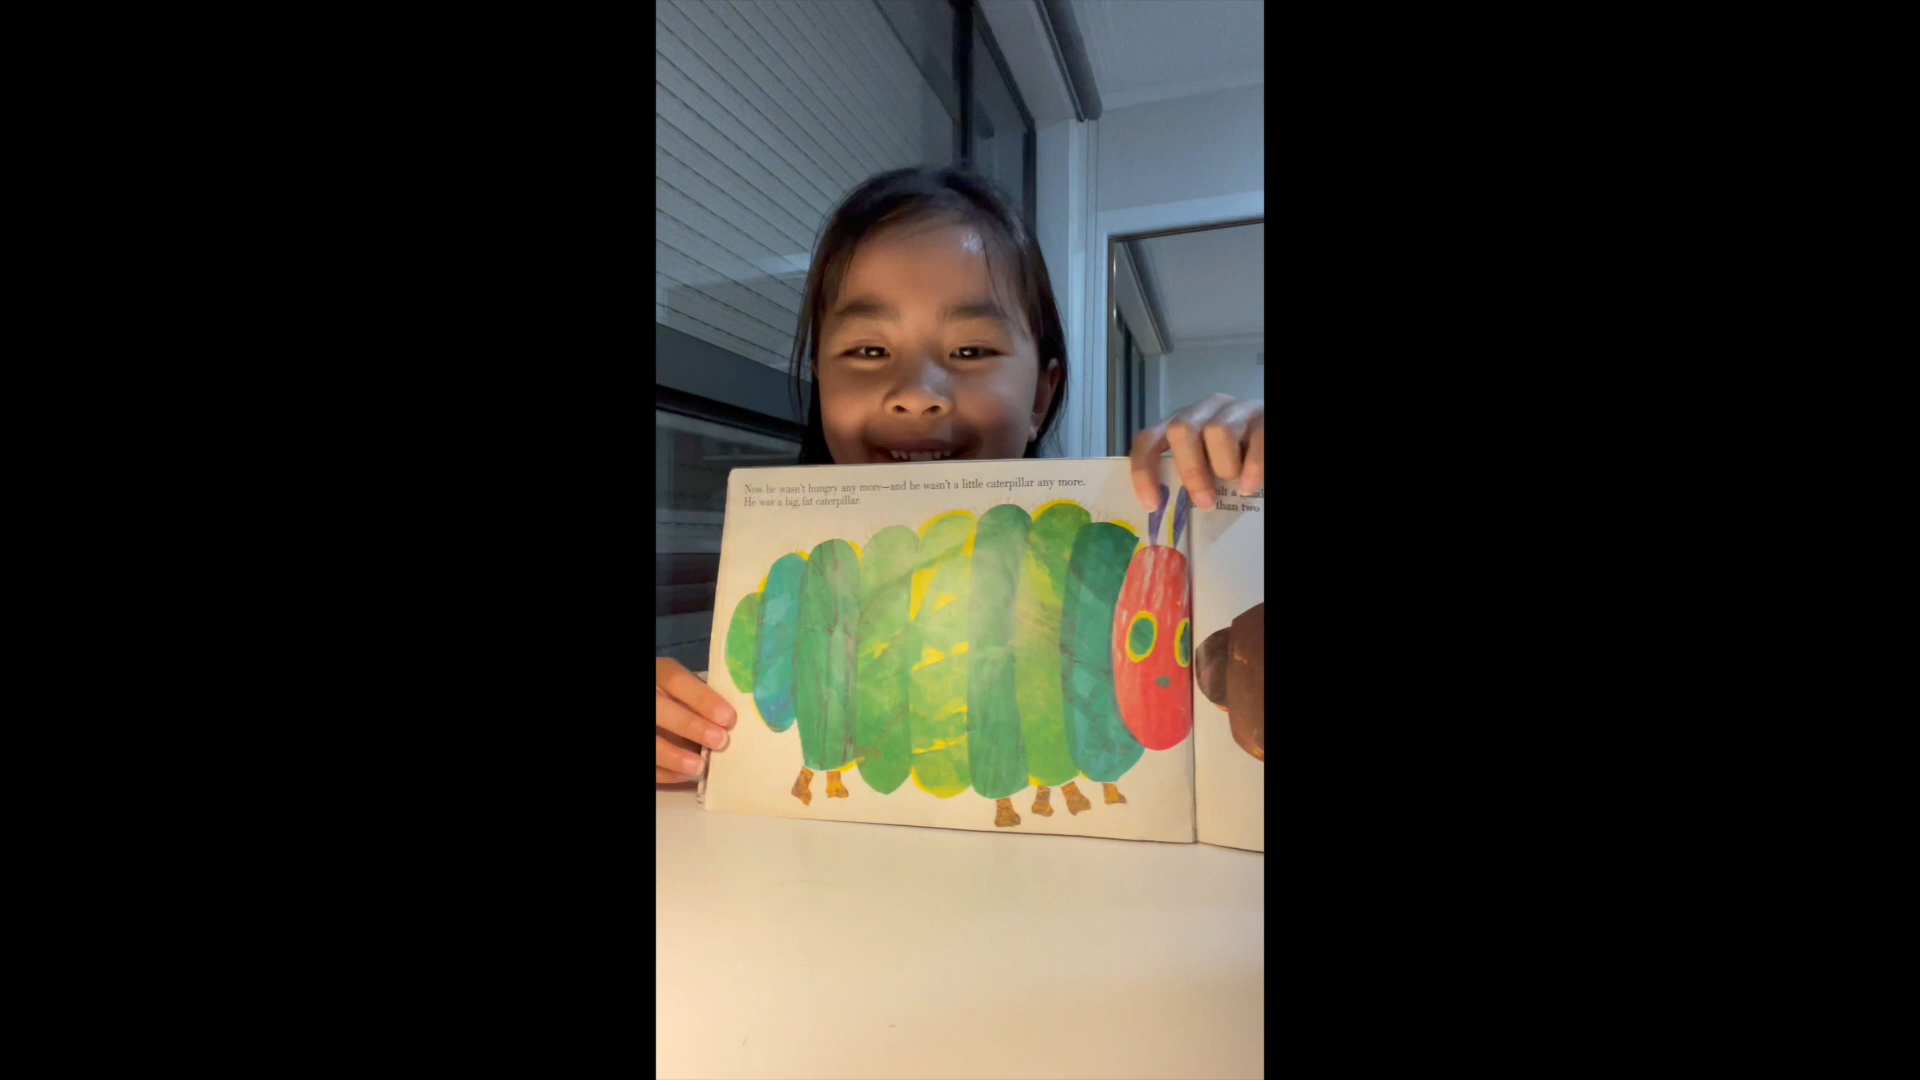 Now he wasn't hungry any more—and he wasn't a little caterpillar any more.
He was a big, fat caterpillar.
a
than two